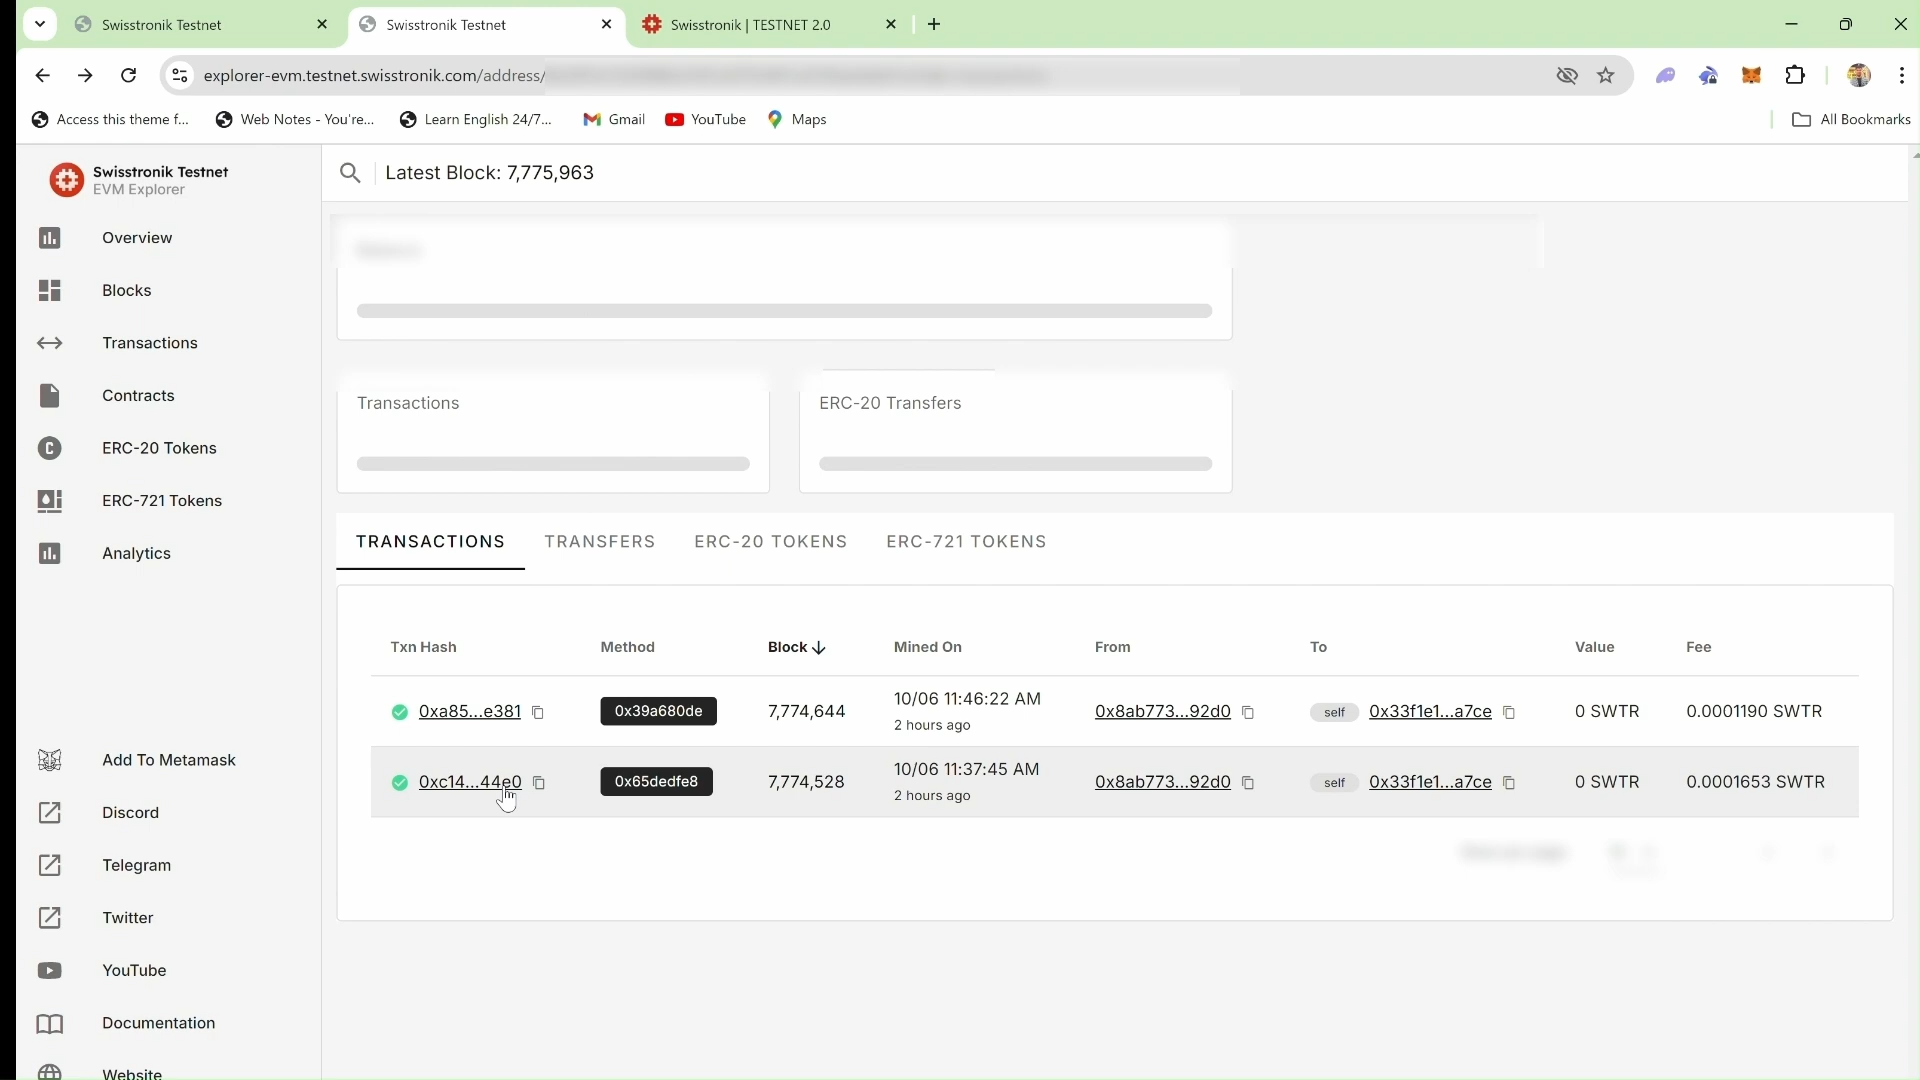 Swisstronik Testnet
Swisstronik Testnet
Swisstronik | TESTNET 2.0
explorer-evm.testnet.swisstronik.com/address/
Access this theme f...
Web Notes - You're...
Learn English 24/7...
Gmail
YouTube
Maps
All Bookmarks
Swisstronik Testnet
EVM Explorer
Latest Block: 7,775,963
Overview
Blocks
Transactions
Contracts
ERC-20 Tokens
ERC-721 Tokens
Analytics
Add To Metamask
Discord
Telegram
Twitter
YouTube
Documentation
Website
Transactions
ERC-20 Transfers
TRANSACTIONS TRANSFERS ERC-20 TOKENS ERC-721 TOKENS
Txn Hash Method Block Mined On From To Value Fee
0xa85...e381 0x39a680de 7,774,644 10/06 11:46:22 AM 0x8ab773...92d0 self 0x33f1e1...a7ce 0 SWTR 0.0001190 SWTR
2 hours ago
0xc14...44e0 0x65dedfe8 7,774,528 10/06 11:37:45 AM 0x8ab773...92d0 self 0x33f1e1...a7ce 0 SWTR 0.0001653 SWTR
2 hours ago